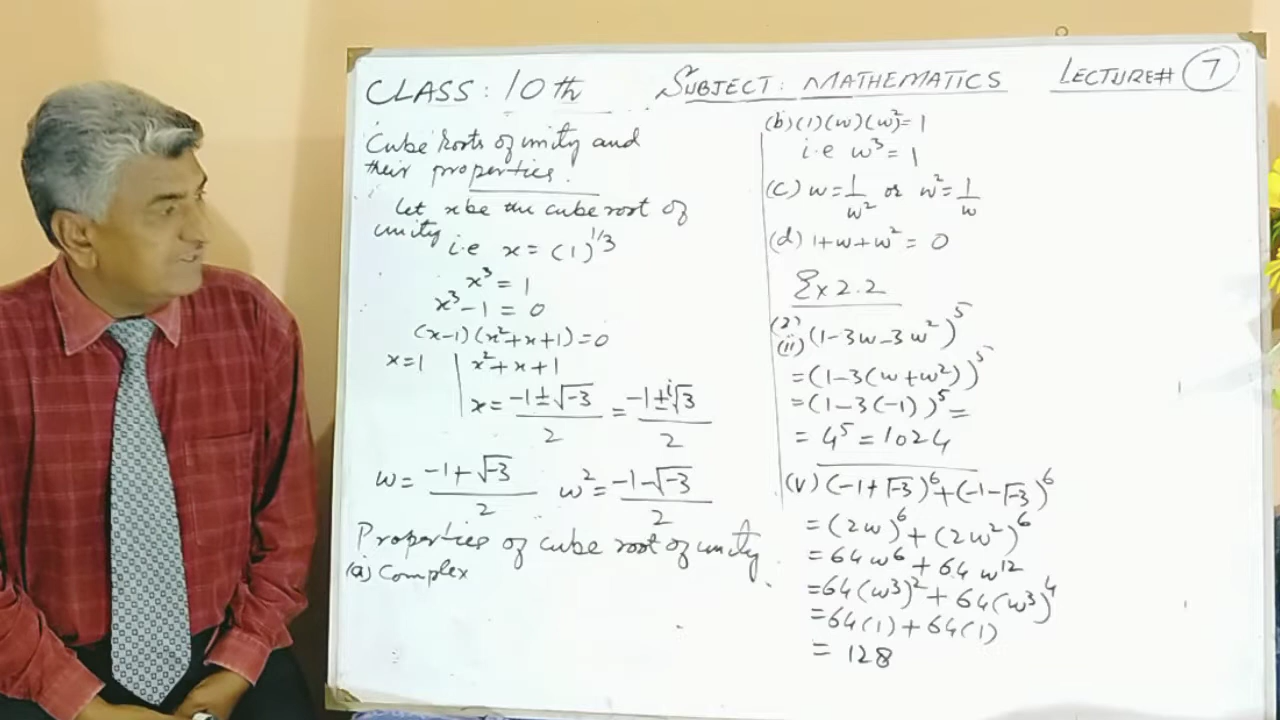 CLASS: 10th SUBJECT: MATHEMATICS LECTURE# 7
Cube roots of unity and
their properties.
Let x be the cube root of
unity i.e x = (1)^1/3
x³ = 1
x³ - 1 = 0
(x-1)(x²+x+1)=0
x=1 | x²+x+1
x = (-1±√-3)/2 = (-1±i√3)/2
w = (-1+√-3)/2 w² = (-1-√-3)/2
Properties of cube root of unity.
(a) Complex
(b) (1)(w)(w²)=1
i.e w³ = 1
(c) w = 1/w² or w² = 1/w
(d) 1+w+w² = 0
Ex 2.2
(2)
(ii) (1-3w-3w²)^5
=(1-3(w+w²))^5
=(1-3(-1))^5 =
= 4^5 = 1024
(v) (-1+√-3)^6+(-1-√-3)^6
= (2w)^6 + (2w²)^6
= 64w^6 + 64w^12
=64(w³)² + 64(w³)^4
=64(1)+64(1)
= 128